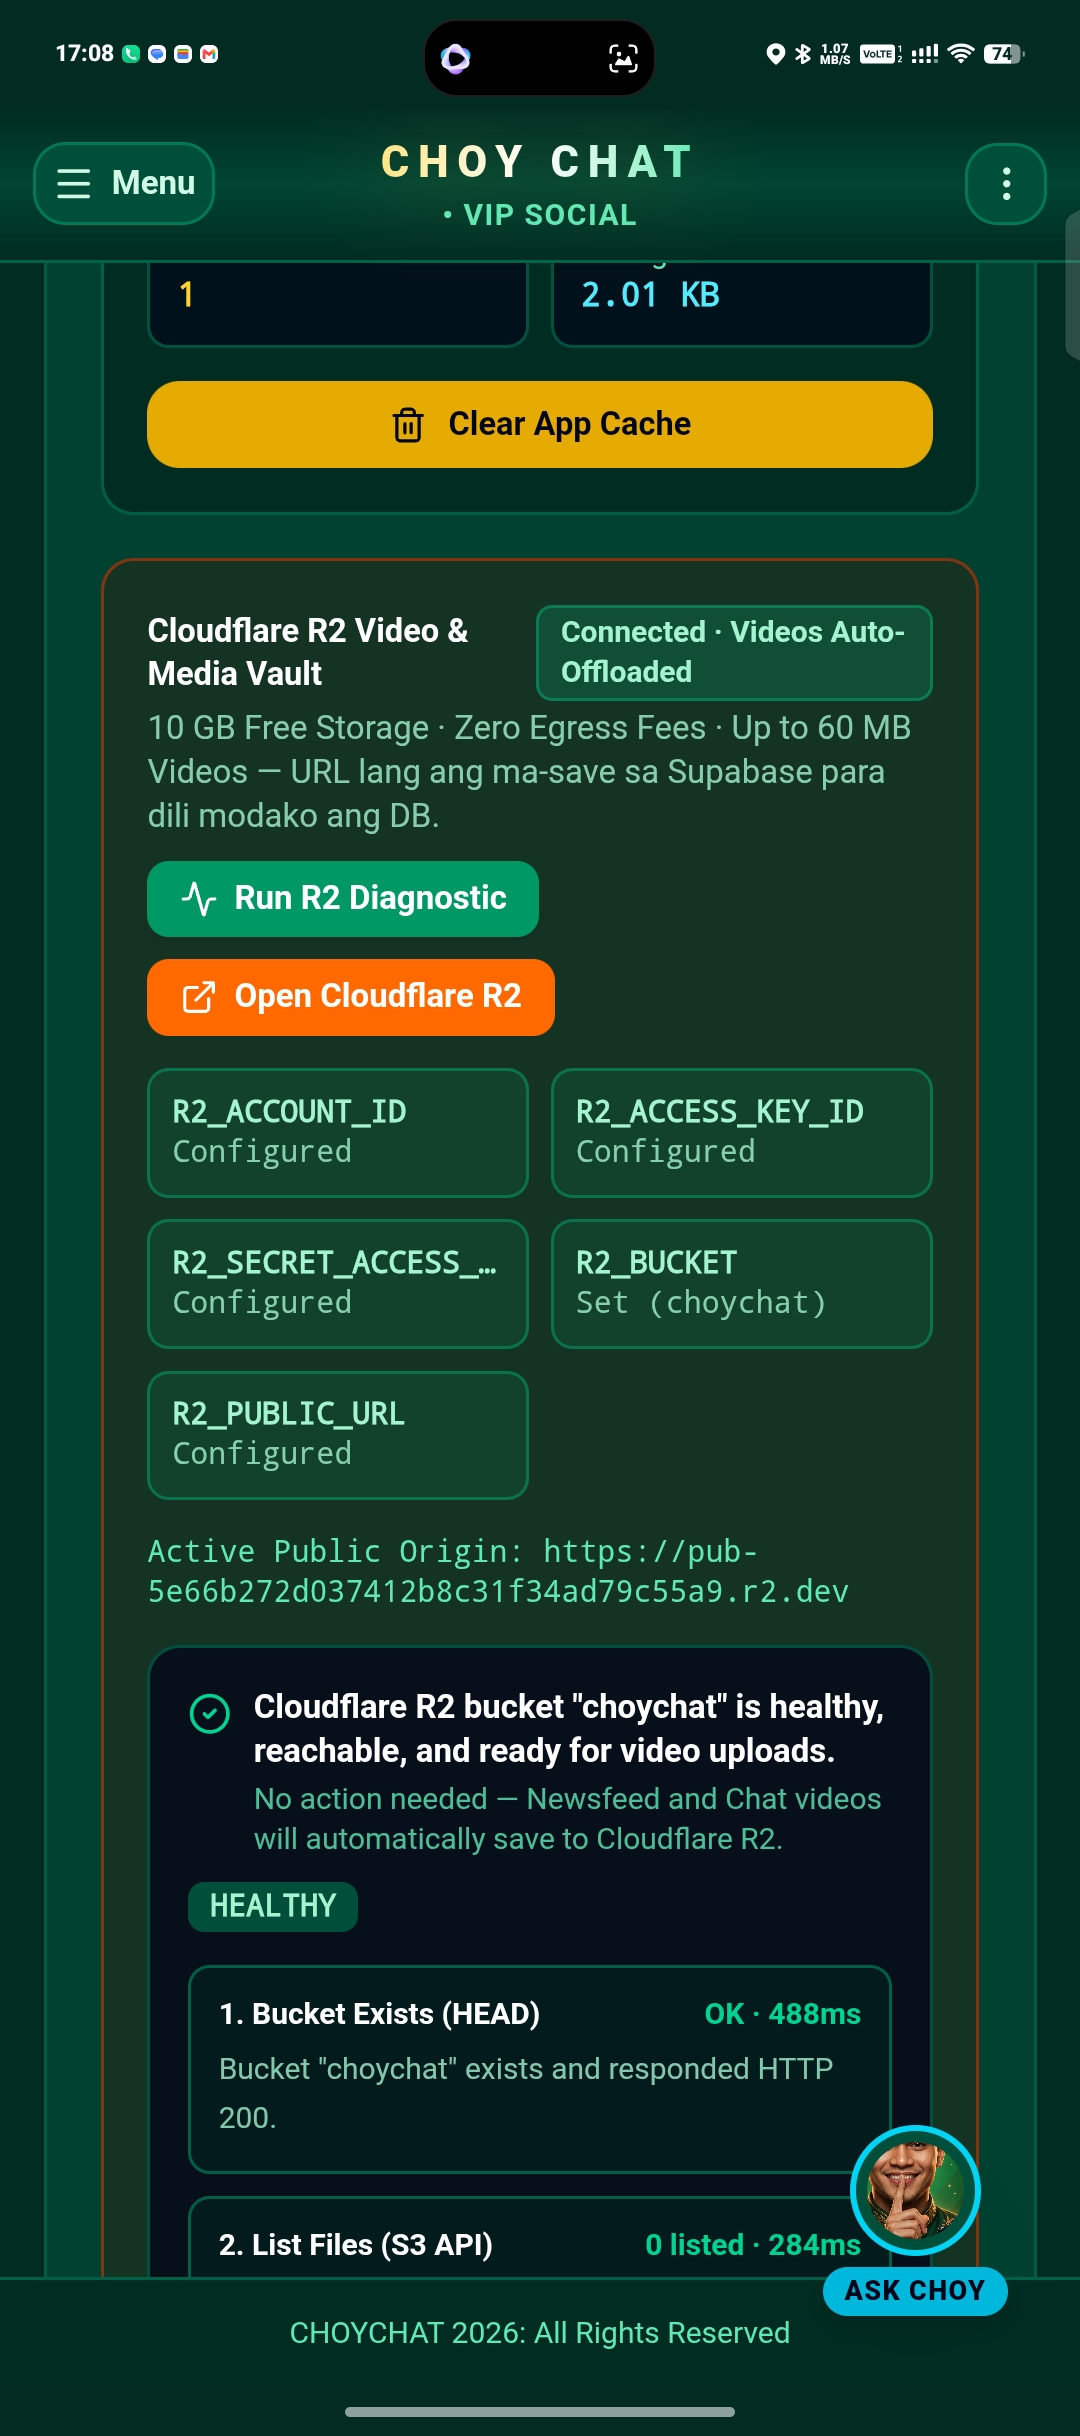 17:08
1.07
MB/S
VoLTE
1
2
74
Menu
CHOY CHAT
• VIP SOCIAL
1
2.01 KB
Clear App Cache
Cloudflare R2 Video &
Media Vault
Connected · Videos Auto-
Offloaded
10 GB Free Storage · Zero Egress Fees · Up to 60 MB
Videos — URL lang ang ma-save sa Supabase para
dili modako ang DB.
Run R2 Diagnostic
Open Cloudflare R2
R2_ACCOUNT_ID
Configured
R2_ACCESS_KEY_ID
Configured
R2_SECRET_ACCESS_…
Configured
R2_BUCKET
Set (choychat)
R2_PUBLIC_URL
Configured
Active Public Origin: https://pub-
5e66b272d037412b8c31f34ad79c55a9.r2.dev
Cloudflare R2 bucket "choychat" is healthy,
reachable, and ready for video uploads.
No action needed — Newsfeed and Chat videos
will automatically save to Cloudflare R2.
HEALTHY
1. Bucket Exists (HEAD)
OK · 488ms
Bucket "choychat" exists and responded HTTP
200.
2. List Files (S3 API)
0 listed · 284ms
ASK CHOY
CHOYCHAT 2026: All Rights Reserved